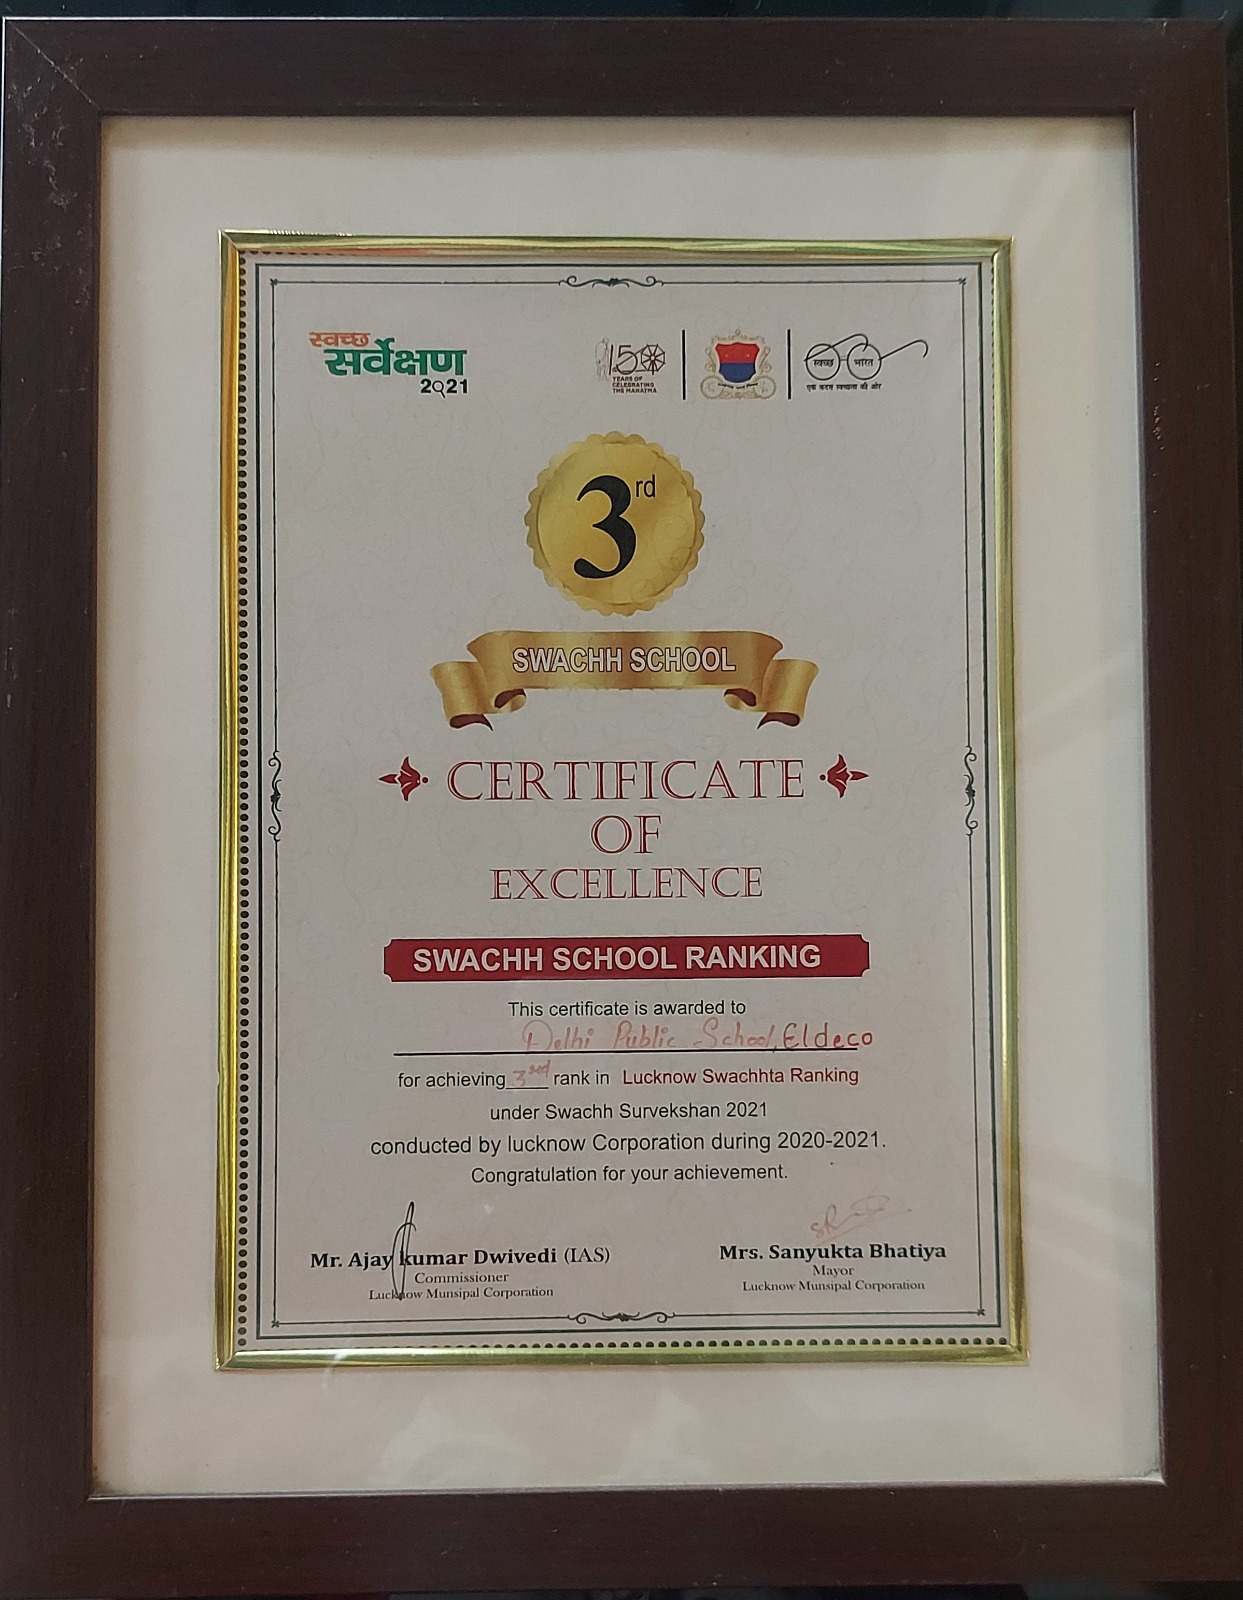 स्वच्छ
सर्वेक्षण
2021
150
YEARS OF
CELEBRATING
THE MAHATMA
स्वच्छ भारत
एक कदम स्वच्छता की ओर
3rd
SWACHH SCHOOL
CERTIFICATE
OF
EXCELLENCE
SWACHH SCHOOL RANKING
This certificate is awarded to
Delhi Public School, Eldeco
for achieving 3rd rank in Lucknow Swachhta Ranking
under Swachh Survekshan 2021
conducted by lucknow Corporation during 2020-2021.
Congratulation for your achievement.
Mr. Ajay kumar Dwivedi (IAS)
Commissioner
Lucknow Munsipal Corporation
Mrs. Sanyukta Bhatiya
Mayor
Lucknow Munsipal Corporation